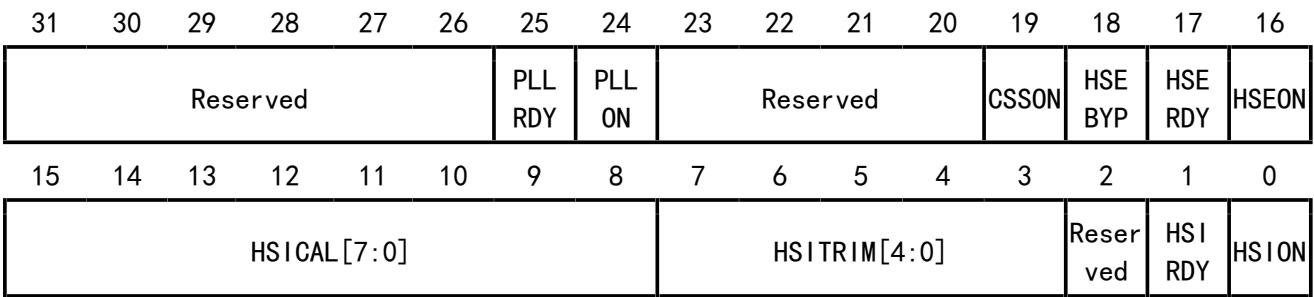 31 30 29 28 27 26 25 24 23 22 21 20 19 18 17 16
Reserved PLL RDY PLL ON Reserved CSSON HSE BYP HSE RDY HSEON
15 14 13 12 11 10 9 8 7 6 5 4 3 2 1 0
HSICAL[7:0] HSITRIM[4:0] Reser ved HSI RDY HSION